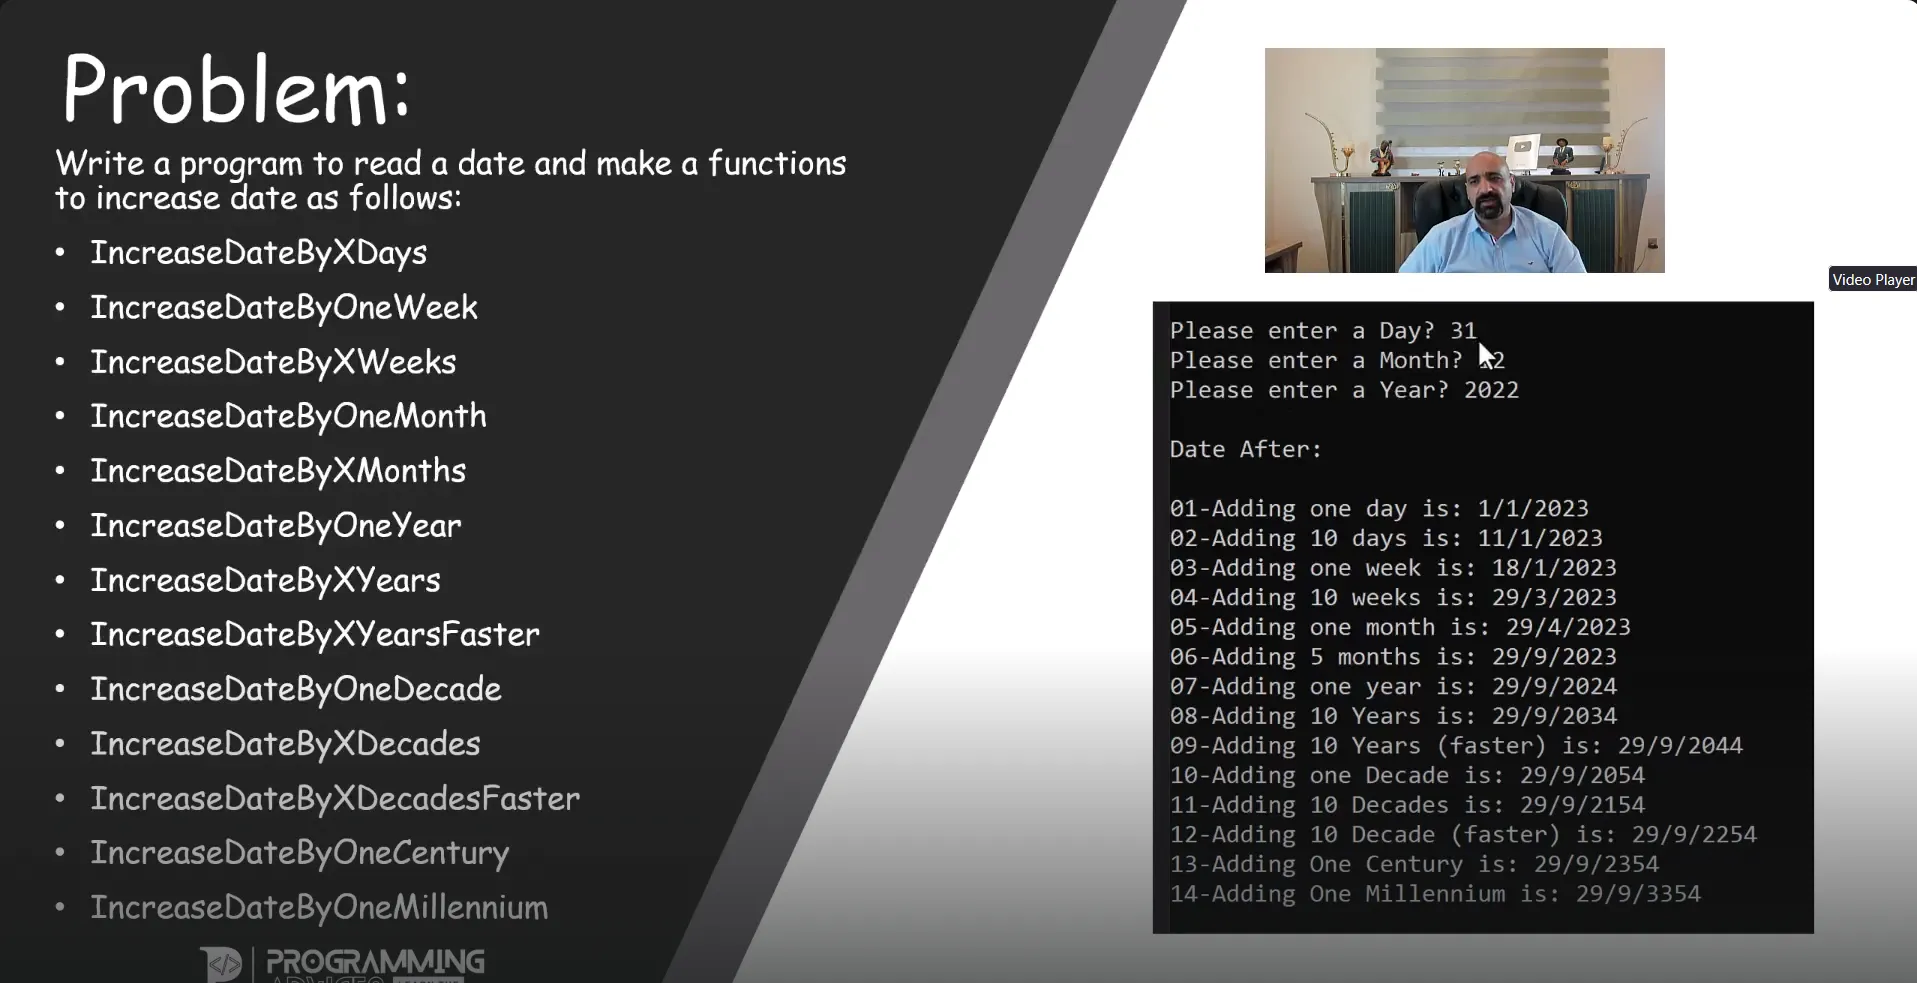 Problem:
Write a program to read a date and make a functions
to increase date as follows:
• IncreaseDateByXDays
• IncreaseDateByOneWeek
• IncreaseDateByXWeeks
• IncreaseDateByOneMonth
• IncreaseDateByXMonths
• IncreaseDateByOneYear
• IncreaseDateByXYears
• IncreaseDateByXYearsFaster
• IncreaseDateByOneDecade
• IncreaseDateByXDecades
• IncreaseDateByXDecadesFaster
• IncreaseDateByOneCentury
• IncreaseDateByOneMillennium
PROGRAMMING
Video Player
Please enter a Day? 31
Please enter a Month? 12
Please enter a Year? 2022
Date After:
01-Adding one day is: 1/1/2023
02-Adding 10 days is: 11/1/2023
03-Adding one week is: 18/1/2023
04-Adding 10 weeks is: 29/3/2023
05-Adding one month is: 29/4/2023
06-Adding 5 months is: 29/9/2023
07-Adding one year is: 29/9/2024
08-Adding 10 Years is: 29/9/2034
09-Adding 10 Years (faster) is: 29/9/2044
10-Adding one Decade is: 29/9/2054
11-Adding 10 Decades is: 29/9/2154
12-Adding 10 Decade (faster) is: 29/9/2254
13-Adding One Century is: 29/9/2354
14-Adding One Millennium is: 29/9/3354